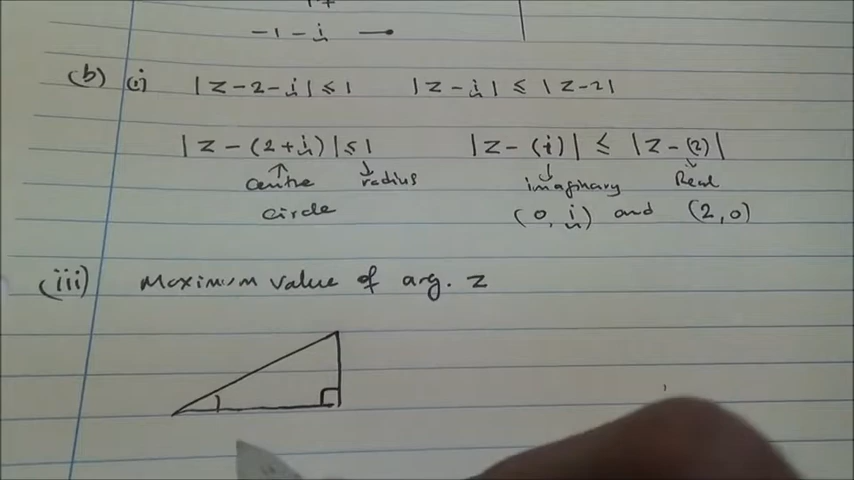 -1-i
(b) (i) |z-2-i| ≤ 1 |z-i| ≤ |z-2|
|z-(2+i)| ≤ 1 |z-(i)| ≤ |z-(2)|
centre radius imaginary Real
circle (0, i) and (2, 0)
(iii) Maximum value of arg. z